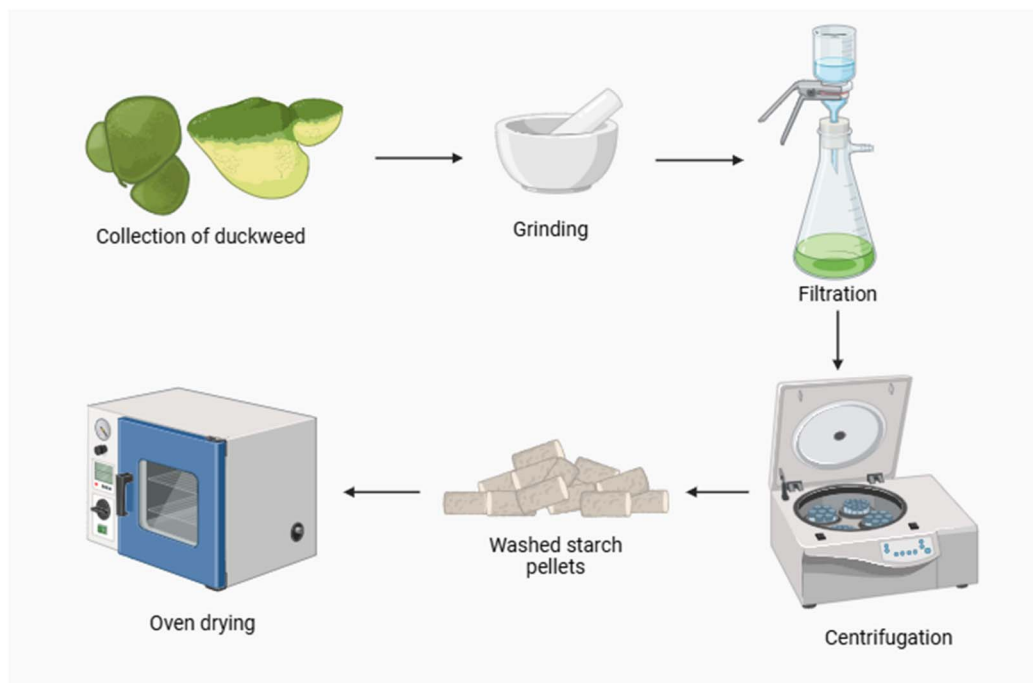 Collection of duckweed
Grinding
Filtration
Centrifugation
Washed starch
pellets
Oven drying